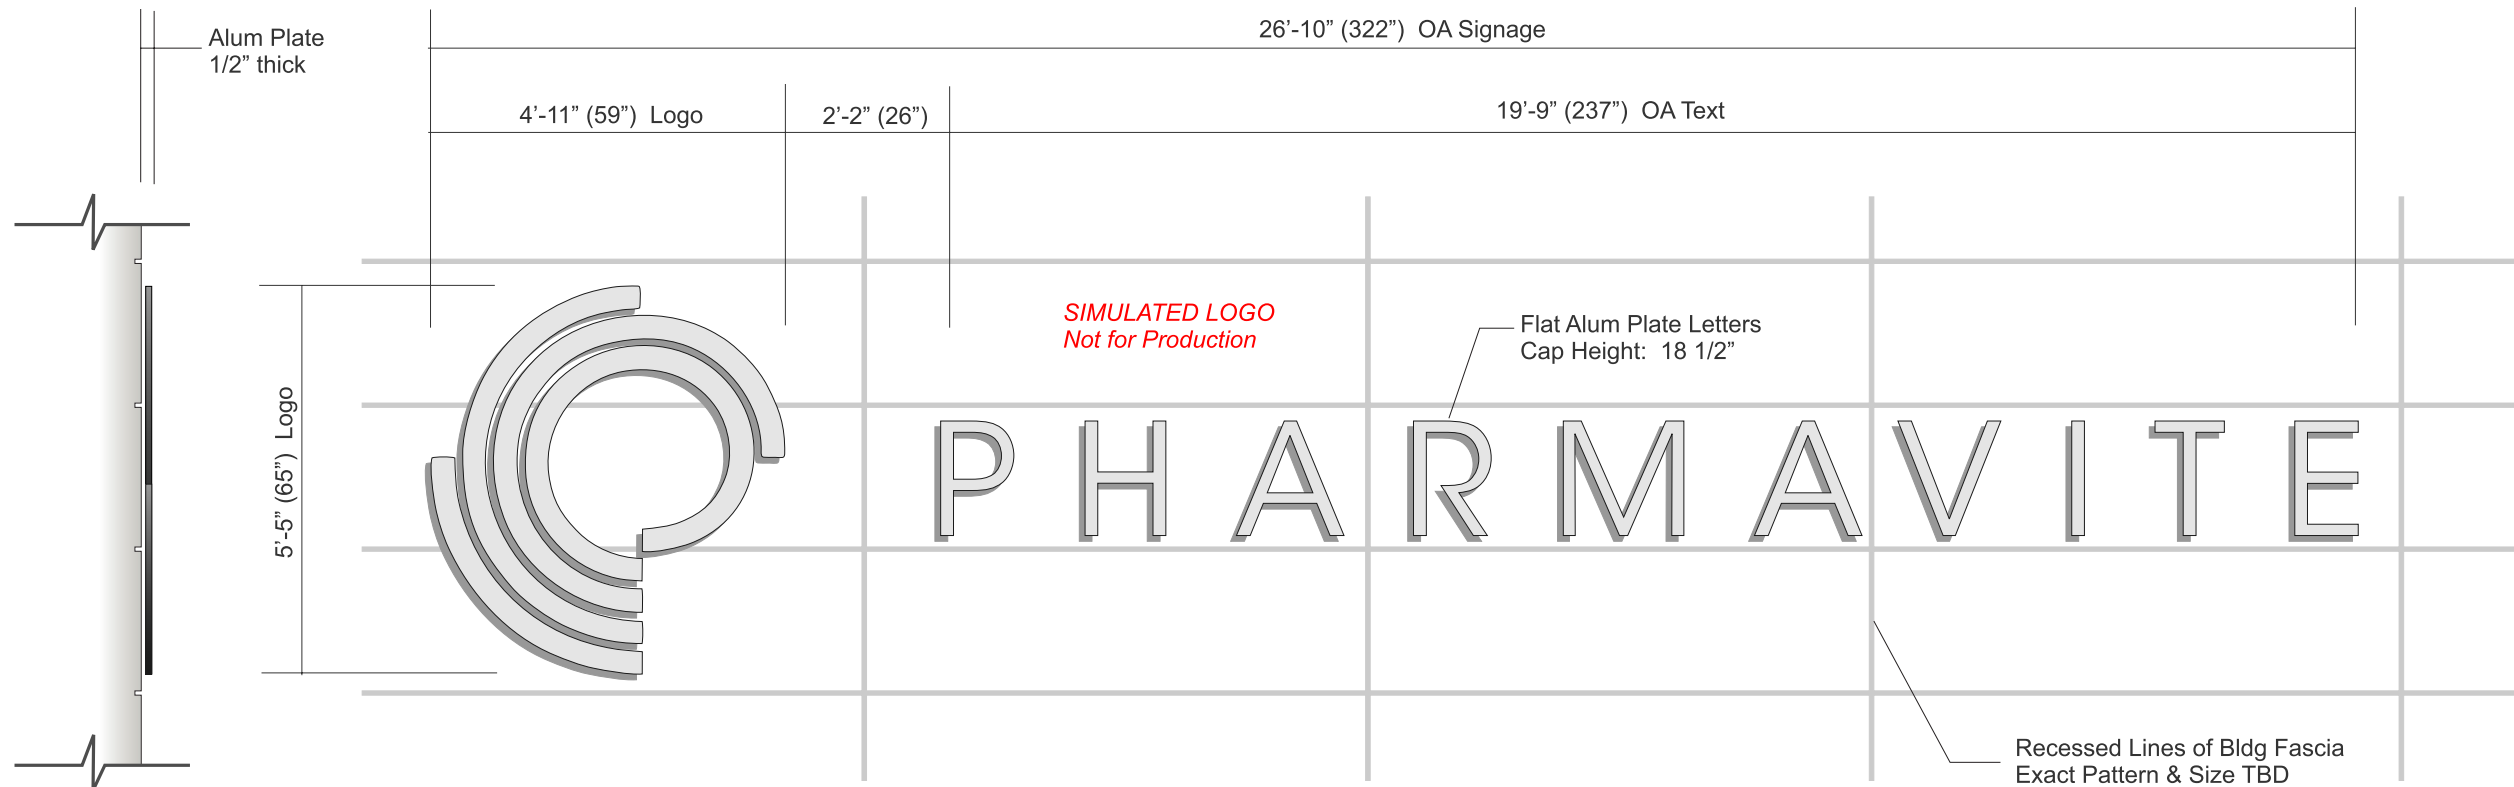 Alum Plate
1/2” thick
26’-10” (322”)  OA Signage
4’-11” (59”)  Logo
2’-2” (26”)
19’-9” (237”)  OA Text
5’-5” (65”)  Logo
SIMULATED LOGO
Not for Production
Flat Alum Plate Letters
Cap Height:  18 1/2”
PHARMAVITE
Recessed Lines of Bldg Fascia
Exact Pattern & Size TBD